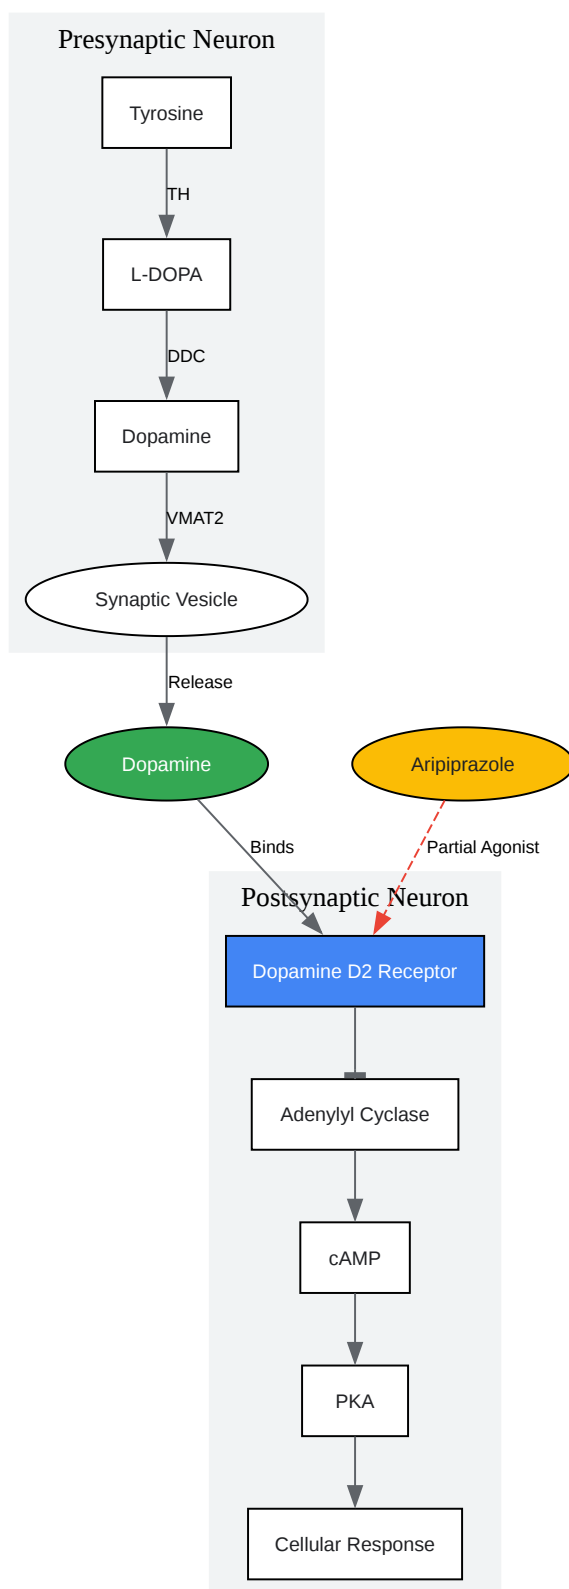 Presynaptic Neuron
Tyrosine
TH
L-DOPA
DDC
Dopamine
VMAT2
Synaptic Vesicle
Release
Dopamine
Aripiprazole
Binds
Partial Agonist
Postsynaptic Neuron
Dopamine D2 Receptor
Adenylyl Cyclase
cAMP
PKA
Cellular Response